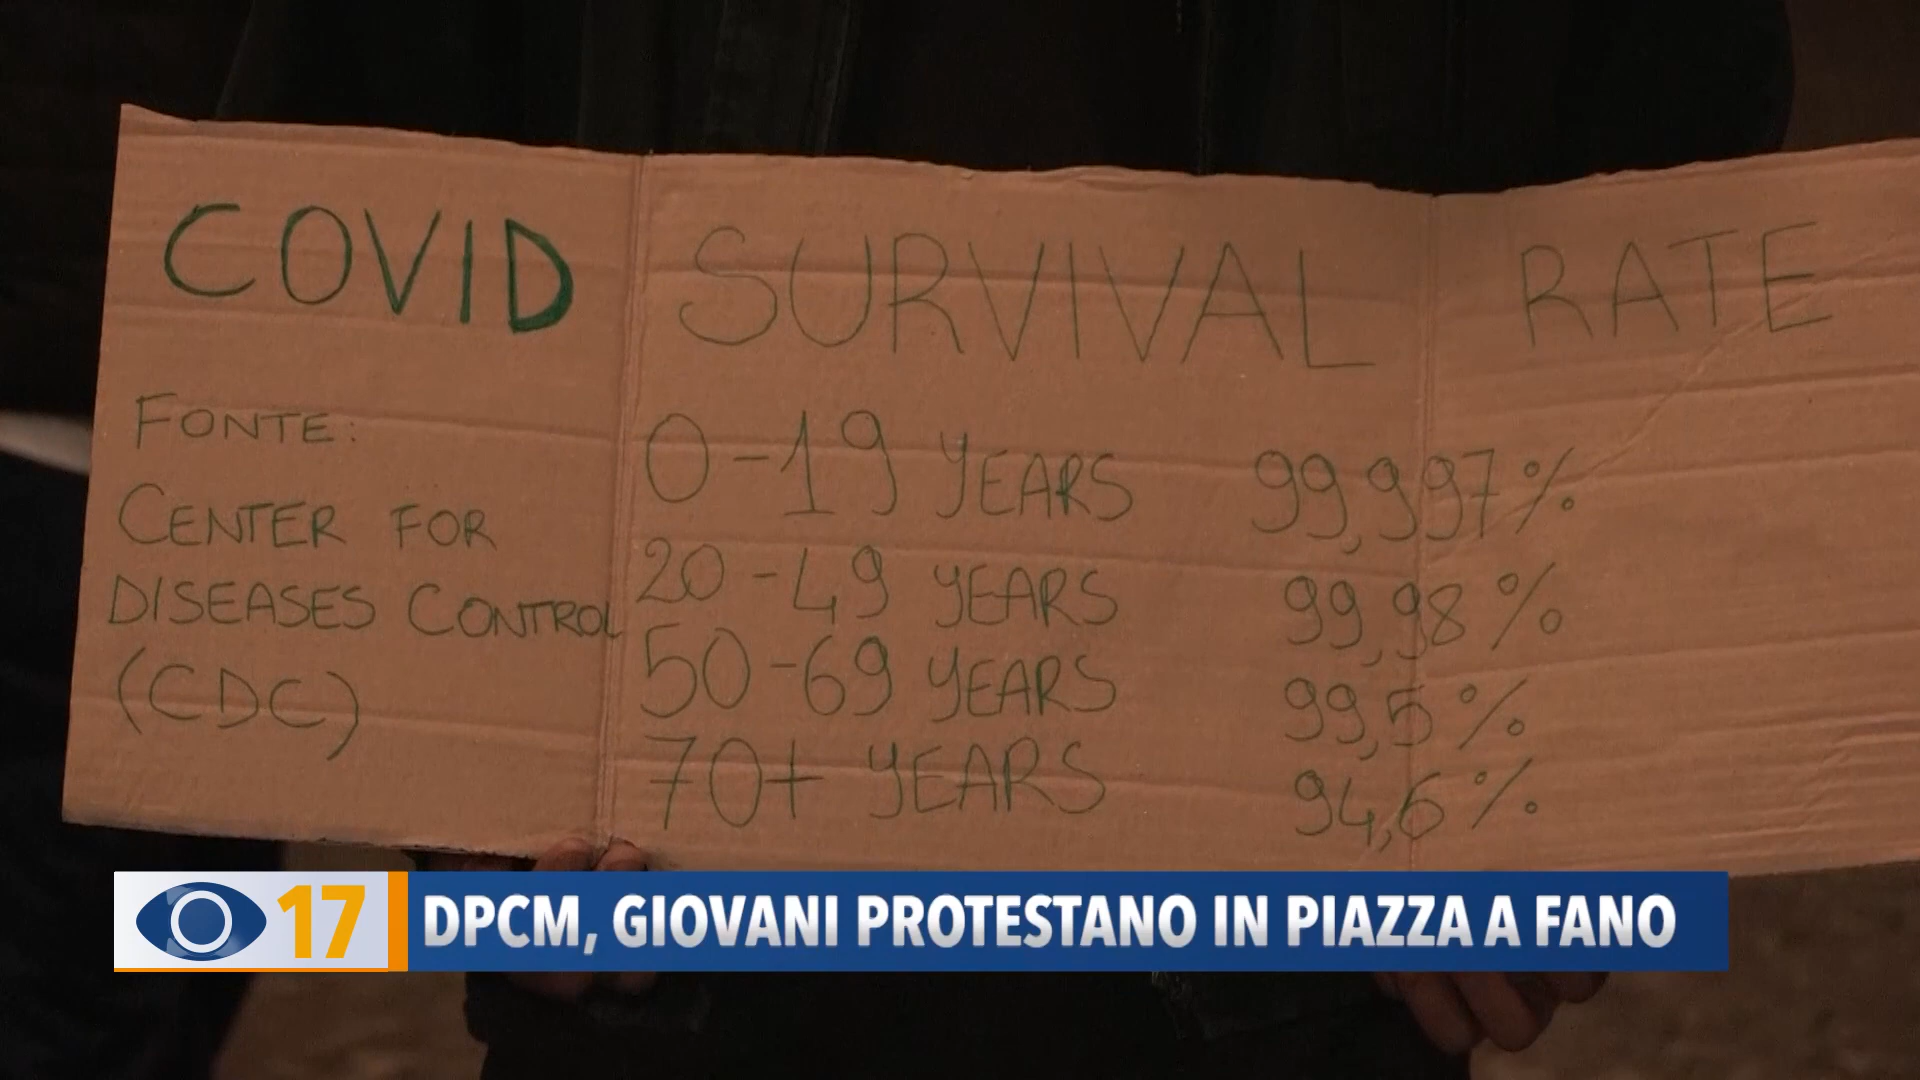 COVID SURVIVAL RATE
FONTE:
CENTER FOR
DISEASES CONTROL
(CDC)
0-19 YEARS 99,997%
20-49 YEARS 99,98%
50-69 YEARS 99,5%
70+ YEARS 94,6%
17
DPCM, GIOVANI PROTESTANO IN PIAZZA A FANO